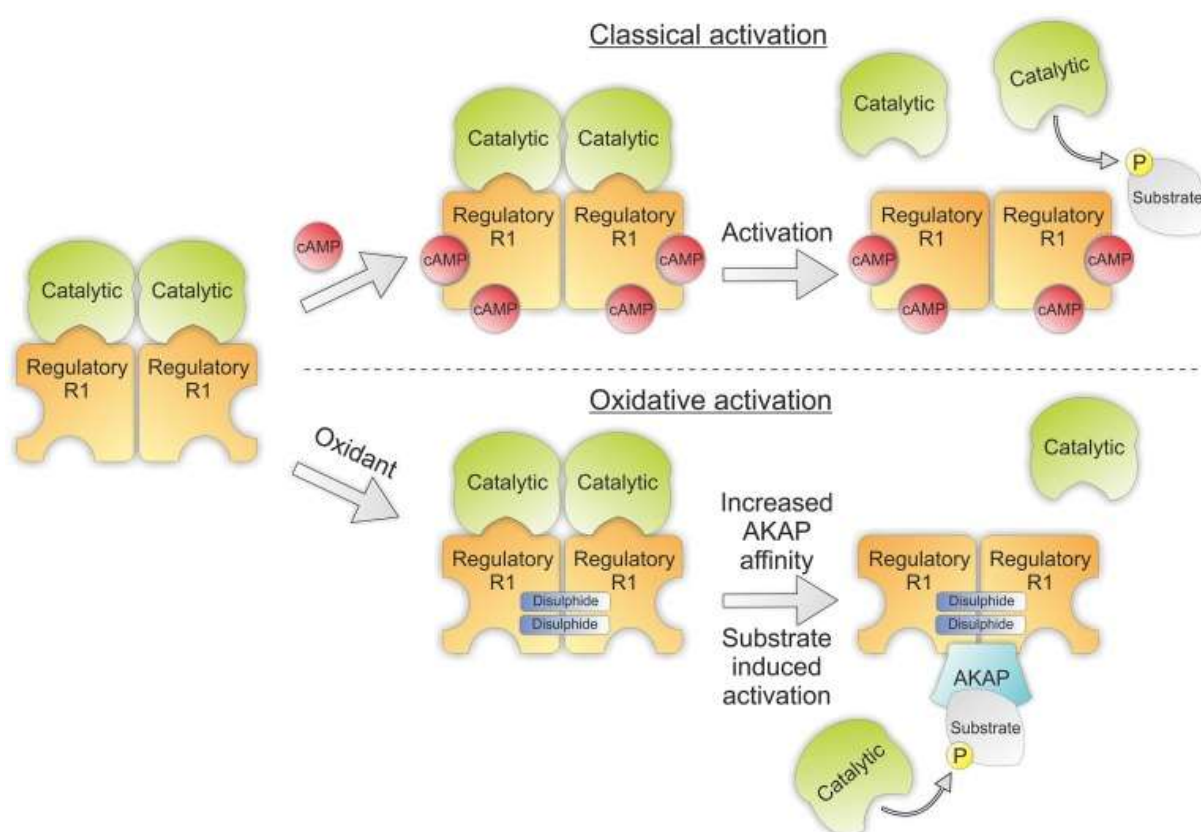 Classical activation
Catalytic
Catalytic
Regulatory
R1
Regulatory
R1
cAMP
Catalytic
Catalytic
Regulatory
R1
Regulatory
R1
cAMP
cAMP
cAMP
cAMP
Activation
Catalytic
Catalytic
P
Substrate
Regulatory
R1
Regulatory
R1
cAMP
cAMP
cAMP
cAMP
Oxidative activation
Oxidant
Catalytic
Catalytic
Regulatory
R1
Regulatory
R1
Disulphide
Disulphide
Increased
AKAP
affinity
Substrate
induced
activation
Catalytic
Regulatory
R1
Regulatory
R1
Disulphide
Disulphide
AKAP
Substrate
P
Catalytic